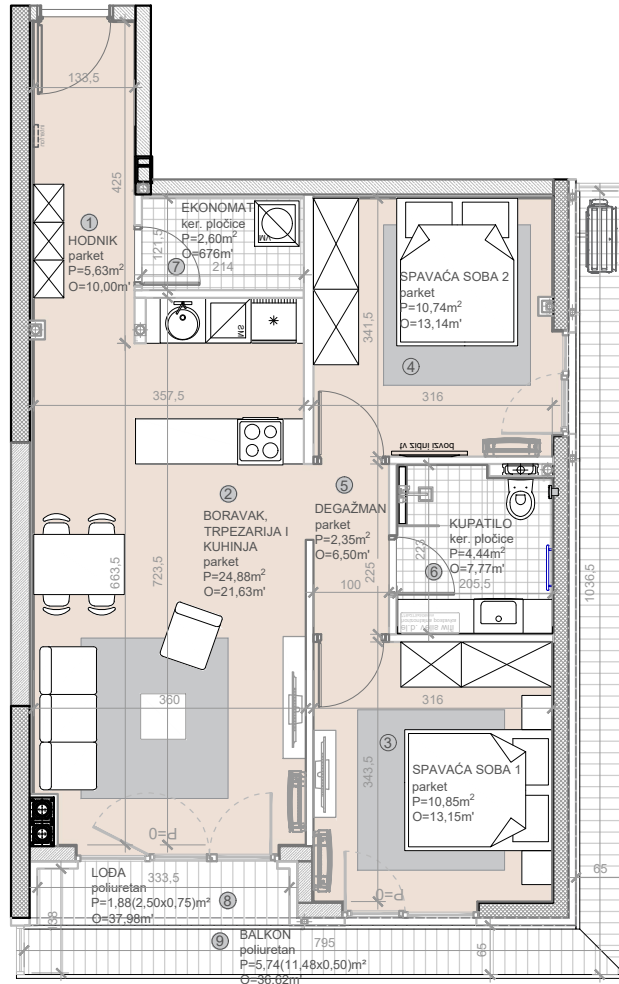 133,5
425
1
HODNIK
parket
P=5,63m²
O=10,00m'
EKONOMAT
ker. pločice
P=2,60m²
O=676m'
121,5
7
214
VM
SPAVAĆA SOBA 2
parket
P=10,74m²
O=13,14m'
341,5
4
316
357,5
SM
2
BORAVAK,
TRPEZARIJA I
KUHINJA
parket
P=24,88m²
O=21,63m'
663,5
723,5
5
DEGAŽMAN
parket
P=2,35m²
O=6,50m'
225
100
KUPATILO
ker. pločice
P=4,44m²
O=7,77m'
223
6
205,5
1036,5
360
316
3
343,5
SPAVAĆA SOBA 1
parket
P=10,85m²
O=13,15m'
P=0
P=0
LOĐA
poliuretan
P=1,88(2,50x0,75)m²
O=37,98m'
333,5
8
138
65
9
BALKON
poliuretan
P=5,74(11,48x0,50)m²
O=36,62m'
795
65